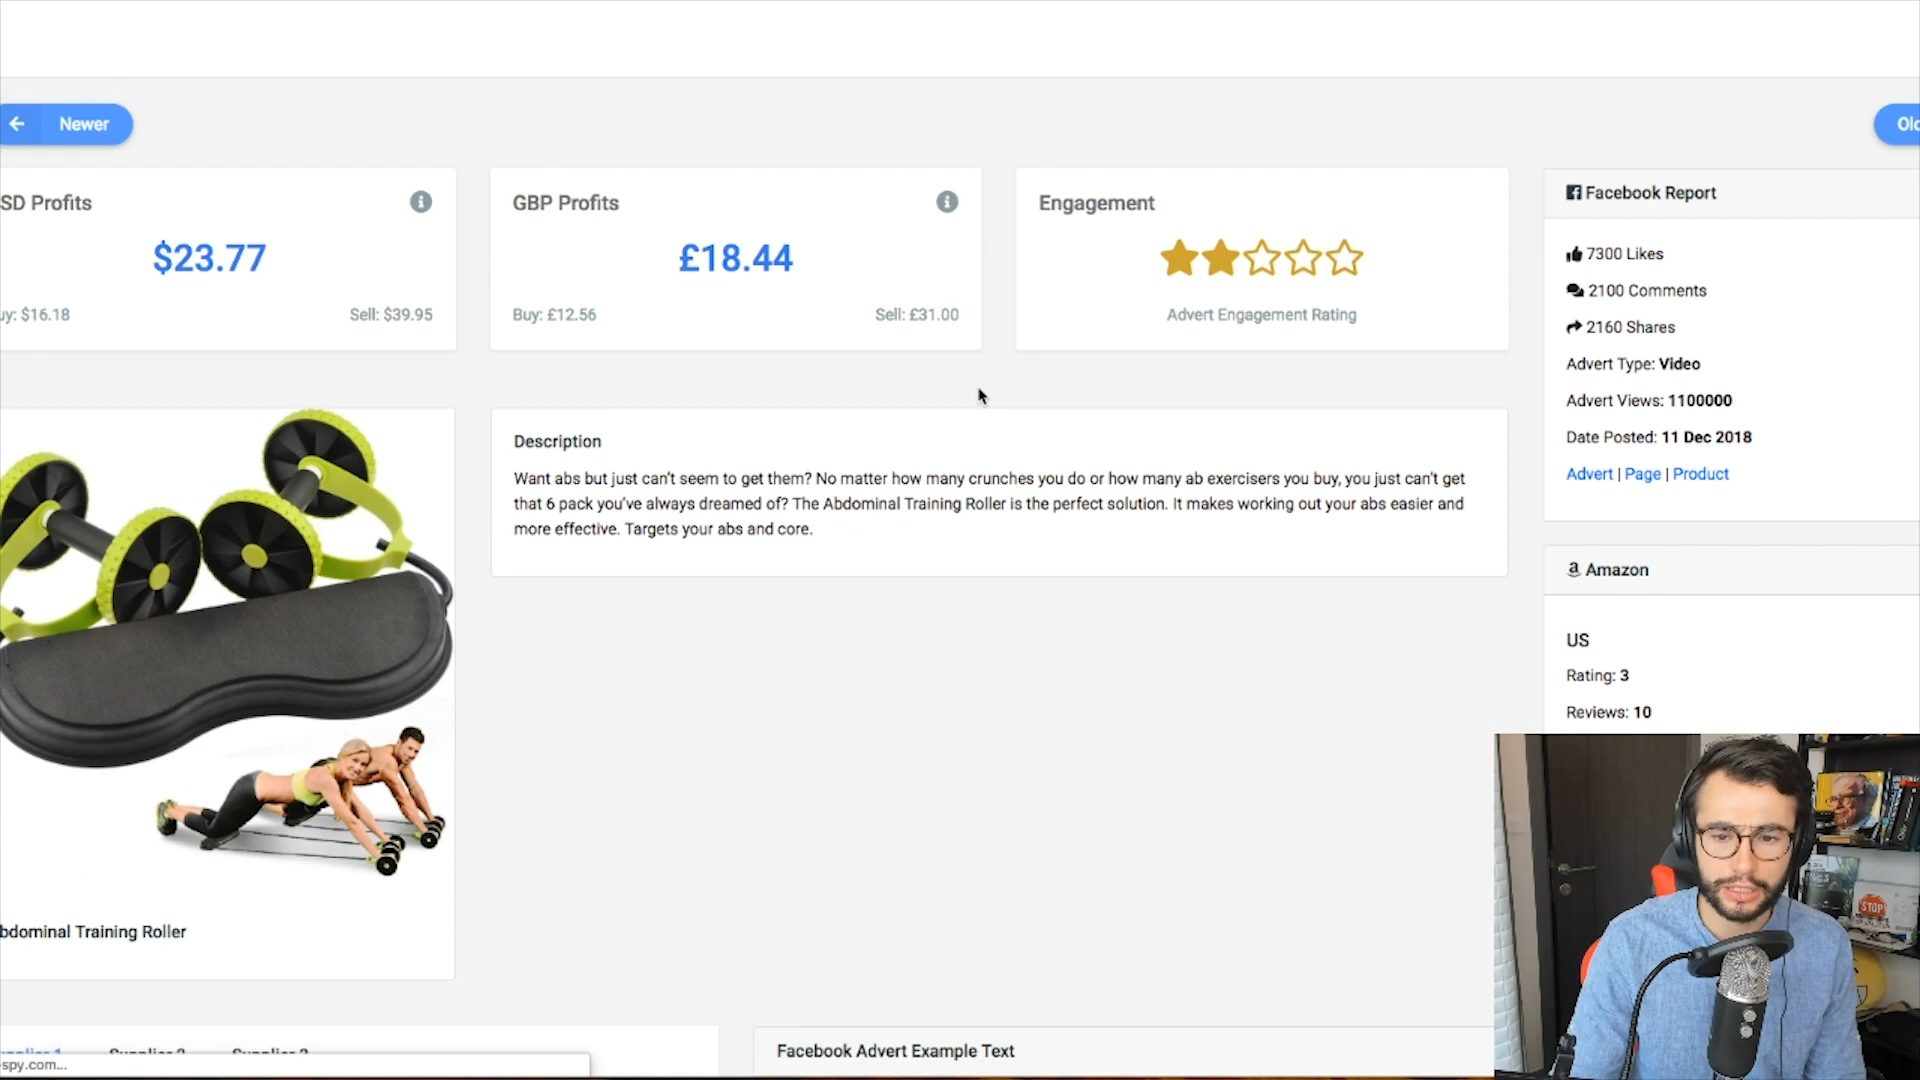 Newer
SD Profits
$23.77
uy: $16.18 Sell: $39.95
GBP Profits
£18.44
Buy: £12.56 Sell: £31.00
Engagement
Advert Engagement Rating
Facebook Report
7300 Likes
2100 Comments
2160 Shares
Advert Type: Video
Advert Views: 1100000
Date Posted: 11 Dec 2018
Advert | Page | Product
Description
Want abs but just can't seem to get them? No matter how many crunches you do or how many ab exercisers you buy, you just can't get
that 6 pack you've always dreamed of? The Abdominal Training Roller is the perfect solution. It makes working out your abs easier and
more effective. Targets your abs and core.
Amazon
US
Rating: 3
Reviews: 10
bdominal Training Roller
Facebook Advert Example Text
spy.com...
STOP